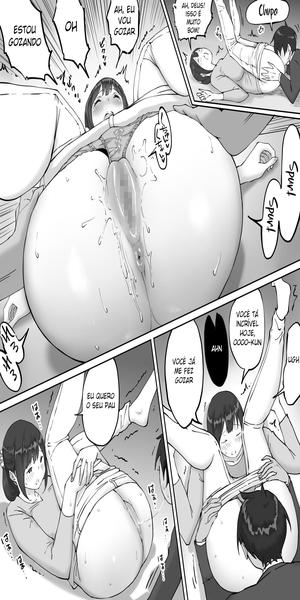 Chupa
AH, DEUS!
ISSO É
MUITO
BOM!
AH, EU
VOU
GOZAR
OH
ESTOU
GOZANDO
Spurt
Spurt
VOCÊ TÁ
INCRÍVEL
HOJE,
OOOO-KUN
UGH
AHN
VOCÊ JÁ
ME FEZ
GOZAR
EU QUERO
O SEU PAU